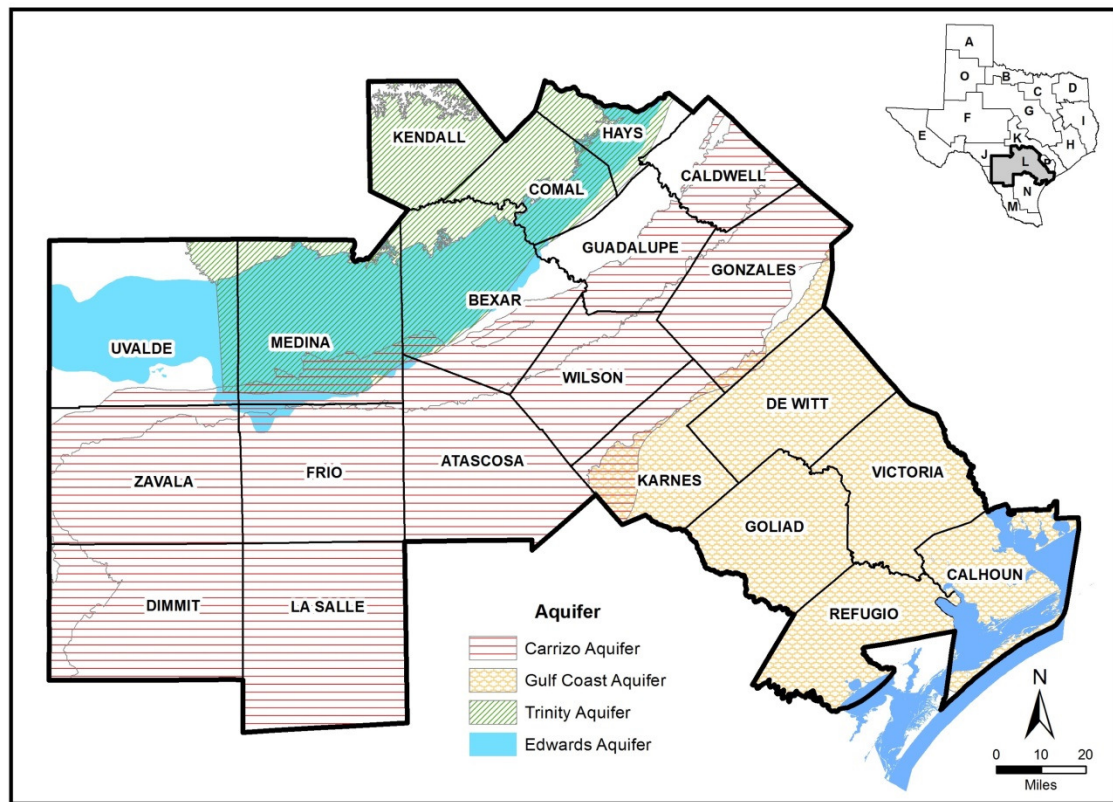 A
O
B
C
D
F
G
E
I
K
H
J
L
P
N
M
KENDALL
HAYS
COMAL
CALDWELL
GUADALUPE
GONZALES
BEXAR
UVALDE
MEDINA
WILSON
DE WITT
ZAVALA
FRIO
ATASCOSA
KARNES
VICTORIA
GOLIAD
CALHOUN
DIMMIT
LA SALLE
REFUGIO
Aquifer
Carrizo Aquifer
Gulf Coast Aquifer
Trinity Aquifer
Edwards Aquifer
N
0 10 20
Miles